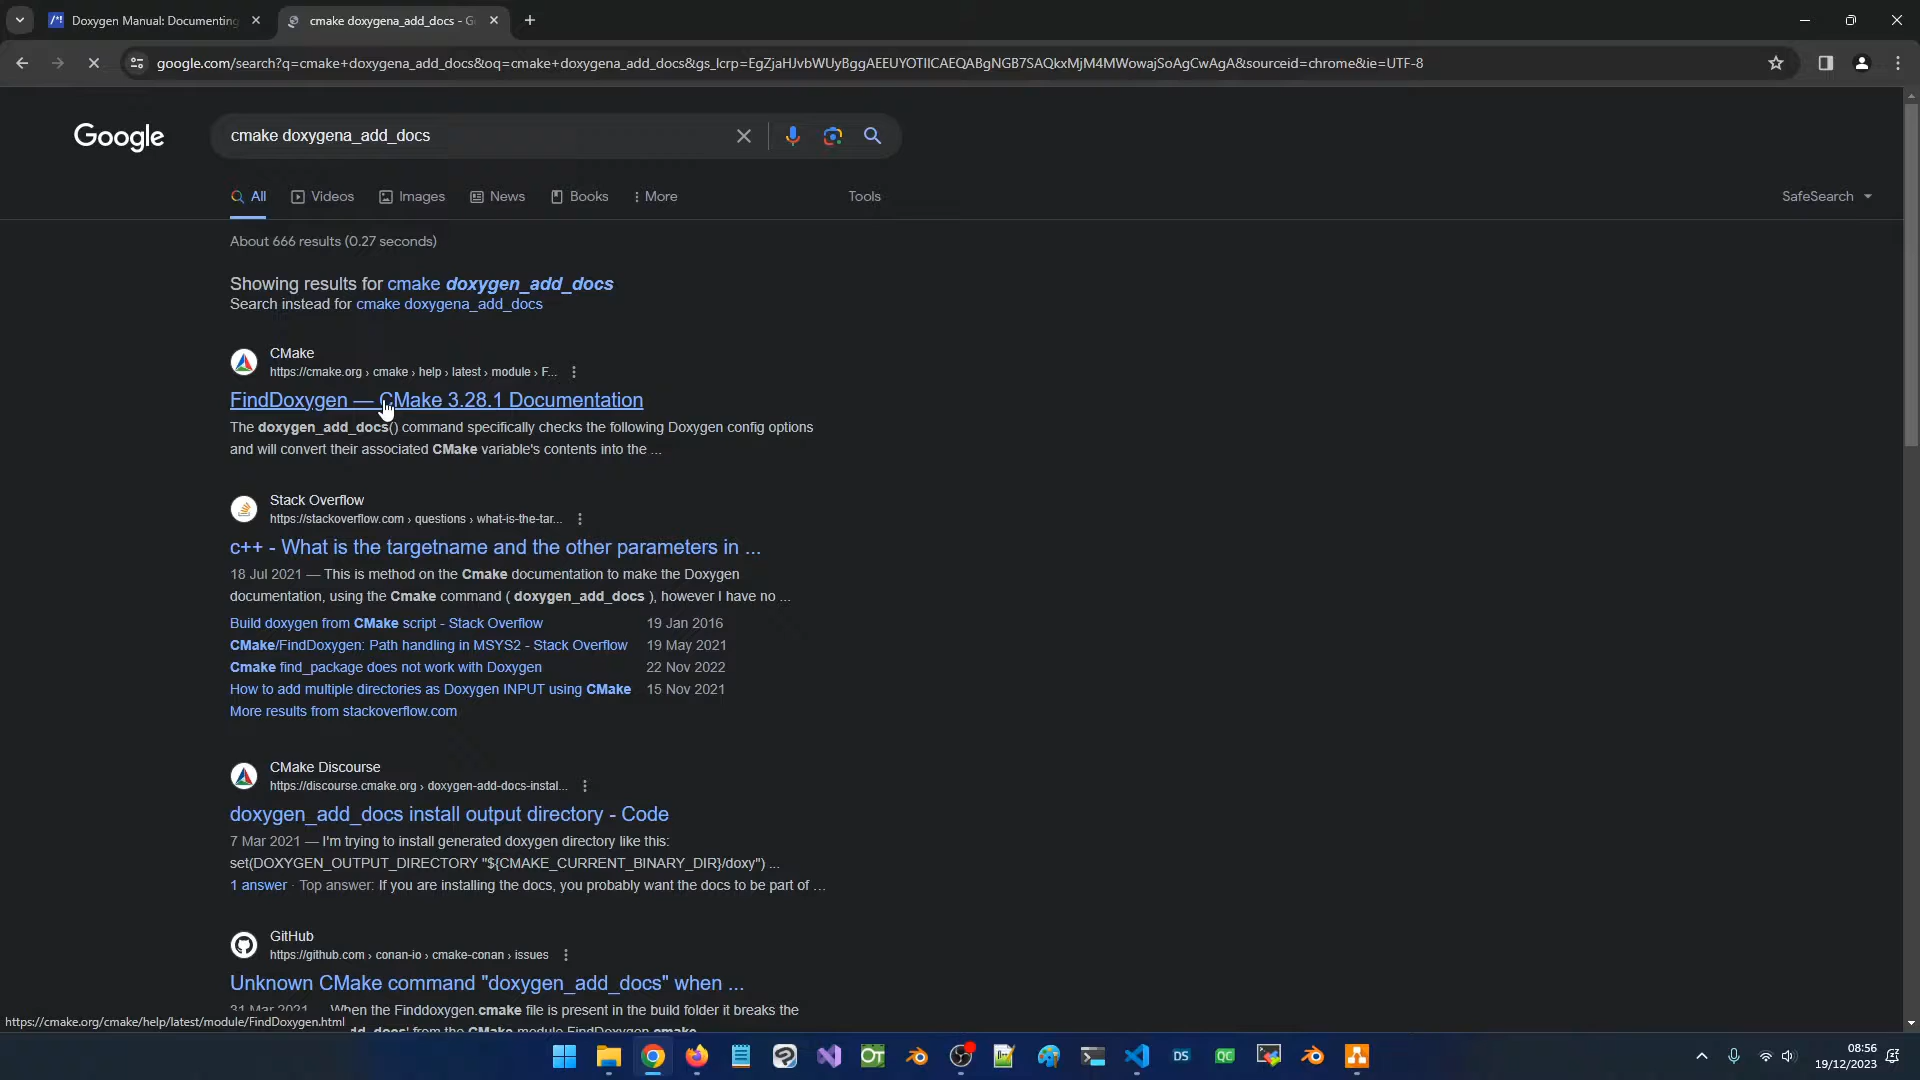 Doxygen Manual: Documenting
cmake doxygena_add_docs - G
google.com/search?q=cmake+doxygena_add_docs&oq=cmake+doxygena_add_docs&gs_lcrp=EgZjaHJvbWUyBggAEEUYOTIICAEQABgNGB7SAQkxMjM4MWowajSoAgCwAgA&sourceid=chrome&ie=UTF-8
Google
cmake doxygena_add_docs
All Videos Images News Books More Tools SafeSearch
About 666 results (0.27 seconds)
Showing results for cmake doxygen_add_docs
Search instead for cmake doxygena_add_docs
CMake
https://cmake.org › cmake › help › latest › module › F...
FindDoxygen — CMake 3.28.1 Documentation
The doxygen_add_docs() command specifically checks the following Doxygen config options
and will convert their associated CMake variable's contents into the ...
Stack Overflow
https://stackoverflow.com › questions › what-is-the-tar...
c++ - What is the targetname and the other parameters in ...
18 Jul 2021 — This is method on the Cmake documentation to make the Doxygen
documentation, using the Cmake command ( doxygen_add_docs ), however I have no ...
Build doxygen from CMake script - Stack Overflow 19 Jan 2016
CMake/FindDoxygen: Path handling in MSYS2 - Stack Overflow 19 May 2021
Cmake find_package does not work with Doxygen 22 Nov 2022
How to add multiple directories as Doxygen INPUT using CMake 15 Nov 2021
More results from stackoverflow.com
CMake Discourse
https://discourse.cmake.org › doxygen-add-docs-instal...
doxygen_add_docs install output directory - Code
7 Mar 2021 — I'm trying to install generated doxygen directory like this:
set(DOXYGEN_OUTPUT_DIRECTORY "${CMAKE_CURRENT_BINARY_DIR}/doxy") ...
1 answer · Top answer: If you are installing the docs, you probably want the docs to be part of ...
GitHub
https://github.com › conan-io › cmake-conan › issues
Unknown CMake command "doxygen_add_docs" when ...
31 Mar 2021 When the Finddoxygen.cmake file is present in the build folder it breaks the
https://cmake.org/cmake/help/latest/module/FindDoxygen.html
from the CMake module FindDoxygen.cmake
OT DS QC
08:56
19/12/2023